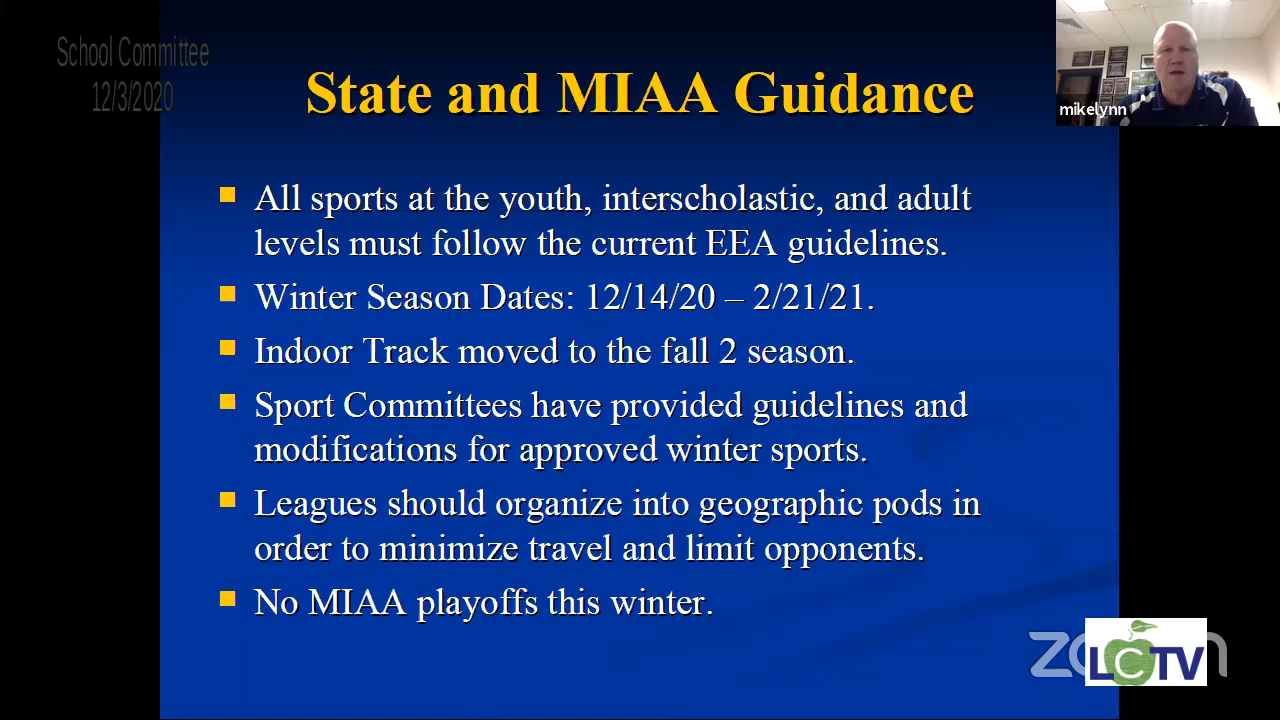 School Committee
12/3/2020
State and MIAA Guidance
mikelynn
All sports at the youth, interscholastic, and adult
levels must follow the current EEA guidelines.
Winter Season Dates: 12/14/20 – 2/21/21.
Indoor Track moved to the fall 2 season.
Sport Committees have provided guidelines and
modifications for approved winter sports.
Leagues should organize into geographic pods in
order to minimize travel and limit opponents.
No MIAA playoffs this winter.
LCTV